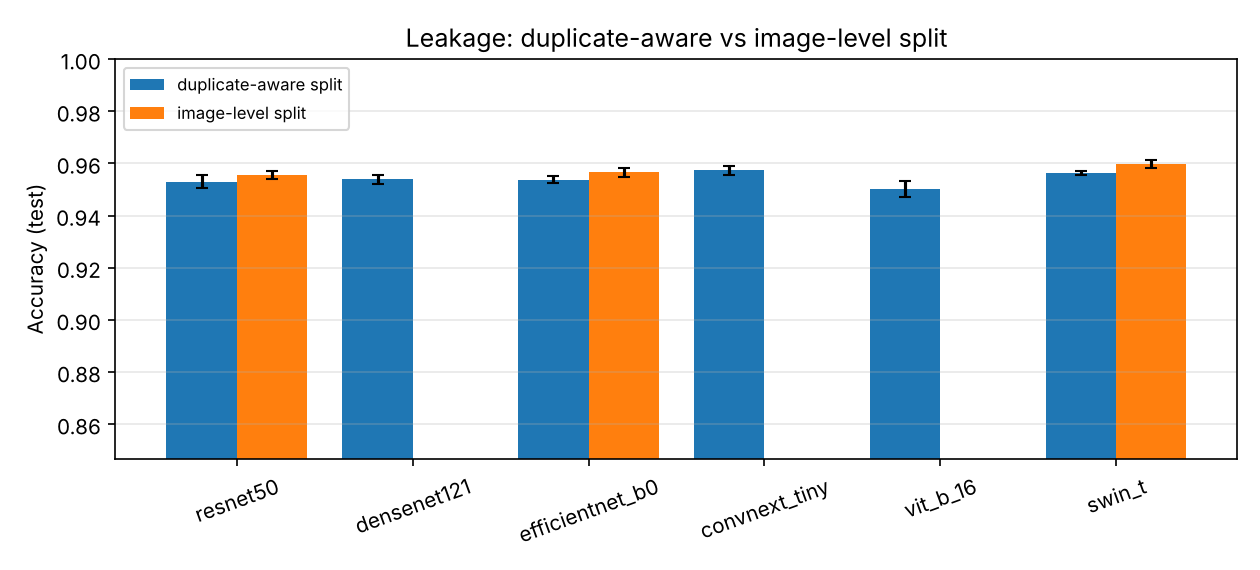 Leakage: duplicate-aware vs image-level split
duplicate-aware split
image-level split
Accuracy (test)
1.00
0.98
0.96
0.94
0.92
0.90
0.88
0.86
resnet50
densenet121
efficientnet_b0
convnext_tiny
vit_b_16
swin_t